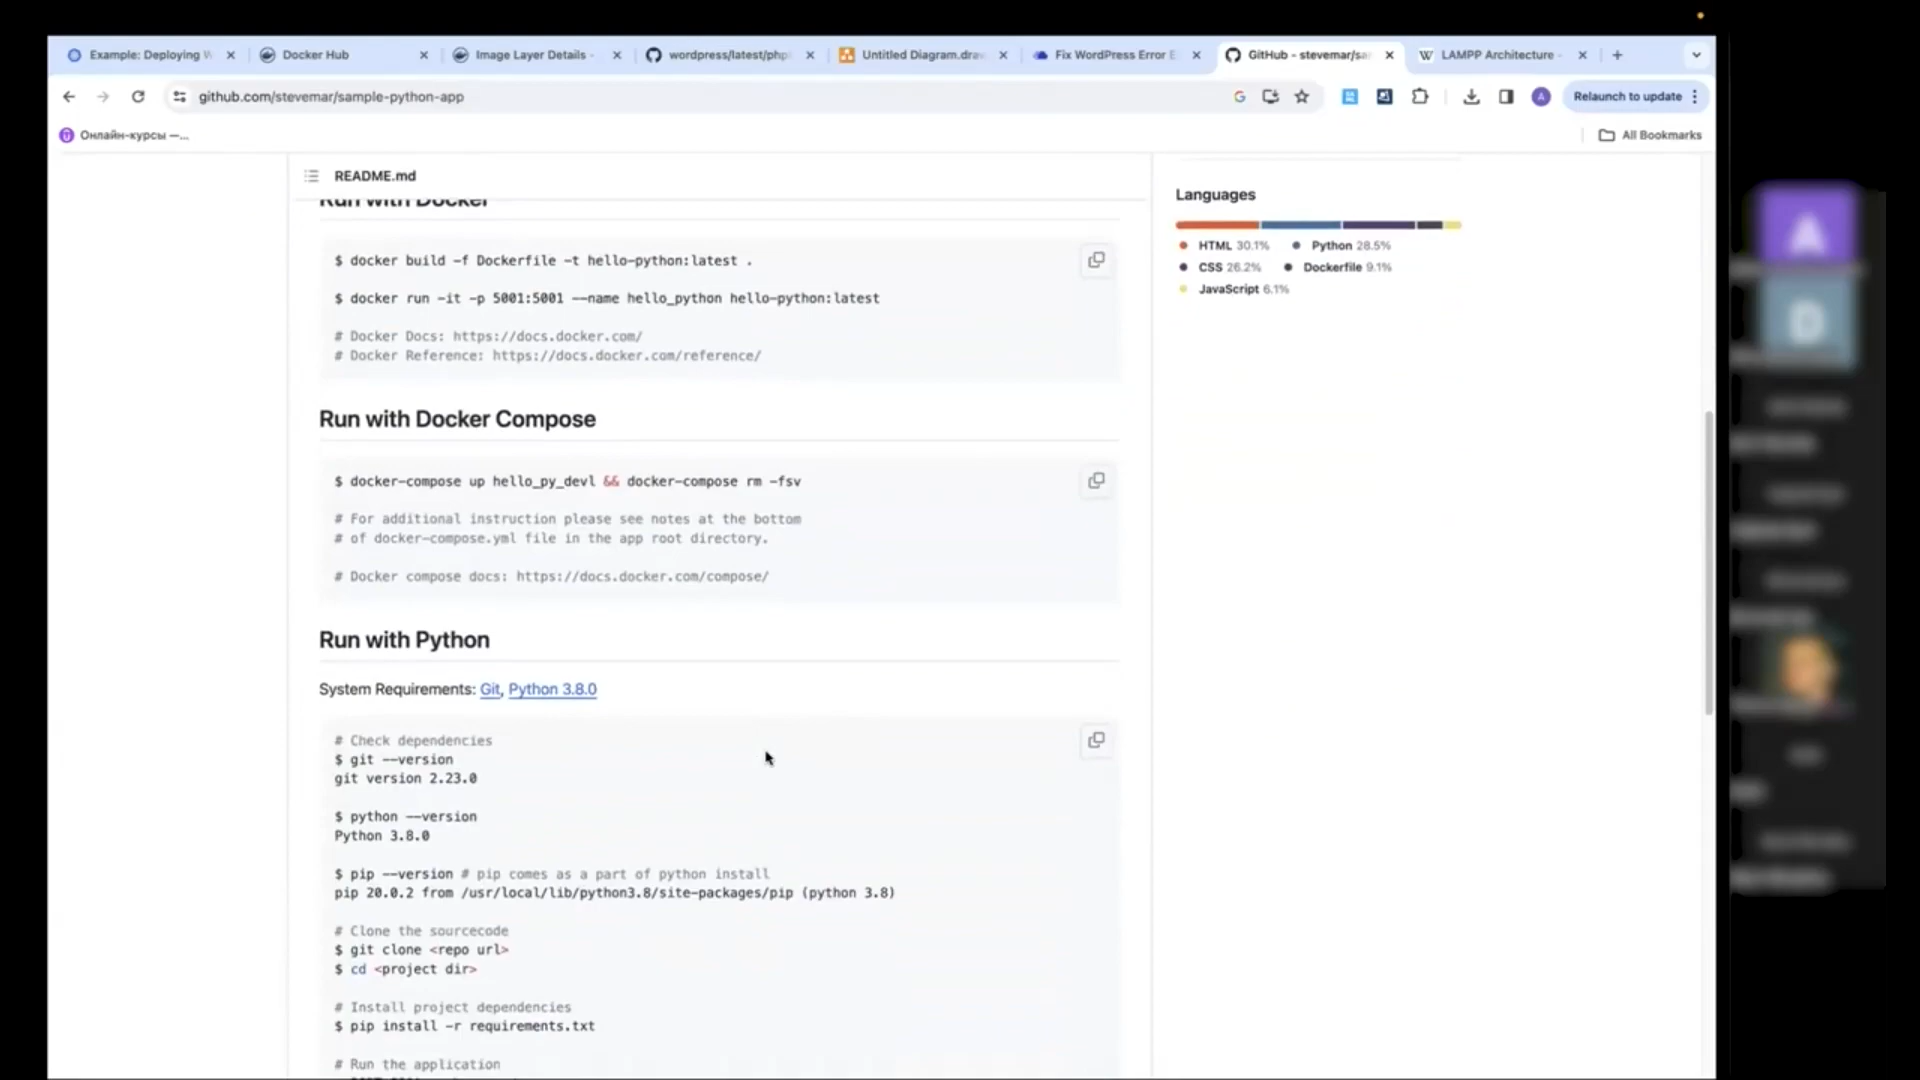 Example: Deploying W
Docker Hub
Image Layer Details -
wordpress/latest/php
Untitled Diagram.draw
Fix WordPress Error E
GitHub - stevemar/sa
LAMPP Architecture -
github.com/stevemar/sample-python-app
Relaunch to update
Онлайн-курсы —...
All Bookmarks
README.md
Run with Docker
$ docker build -f Dockerfile -t hello-python:latest .
$ docker run -it -p 5001:5001 --name hello_python hello-python:latest
# Docker Docs: https://docs.docker.com/
# Docker Reference: https://docs.docker.com/reference/
Run with Docker Compose
$ docker-compose up hello_py_devl && docker-compose rm -fsv
# For additional instruction please see notes at the bottom
# of docker-compose.yml file in the app root directory.
# Docker compose docs: https://docs.docker.com/compose/
Run with Python
System Requirements: Git, Python 3.8.0
# Check dependencies
$ git --version
git version 2.23.0
$ python --version
Python 3.8.0
$ pip --version # pip comes as a part of python install
pip 20.0.2 from /usr/local/lib/python3.8/site-packages/pip (python 3.8)
# Clone the sourcecode
$ git clone <repo url>
$ cd <project dir>
# Install project dependencies
$ pip install -r requirements.txt
# Run the application
Languages
HTML 30.1%
Python 28.5%
CSS 26.2%
Dockerfile 9.1%
JavaScript 6.1%
A
A
D